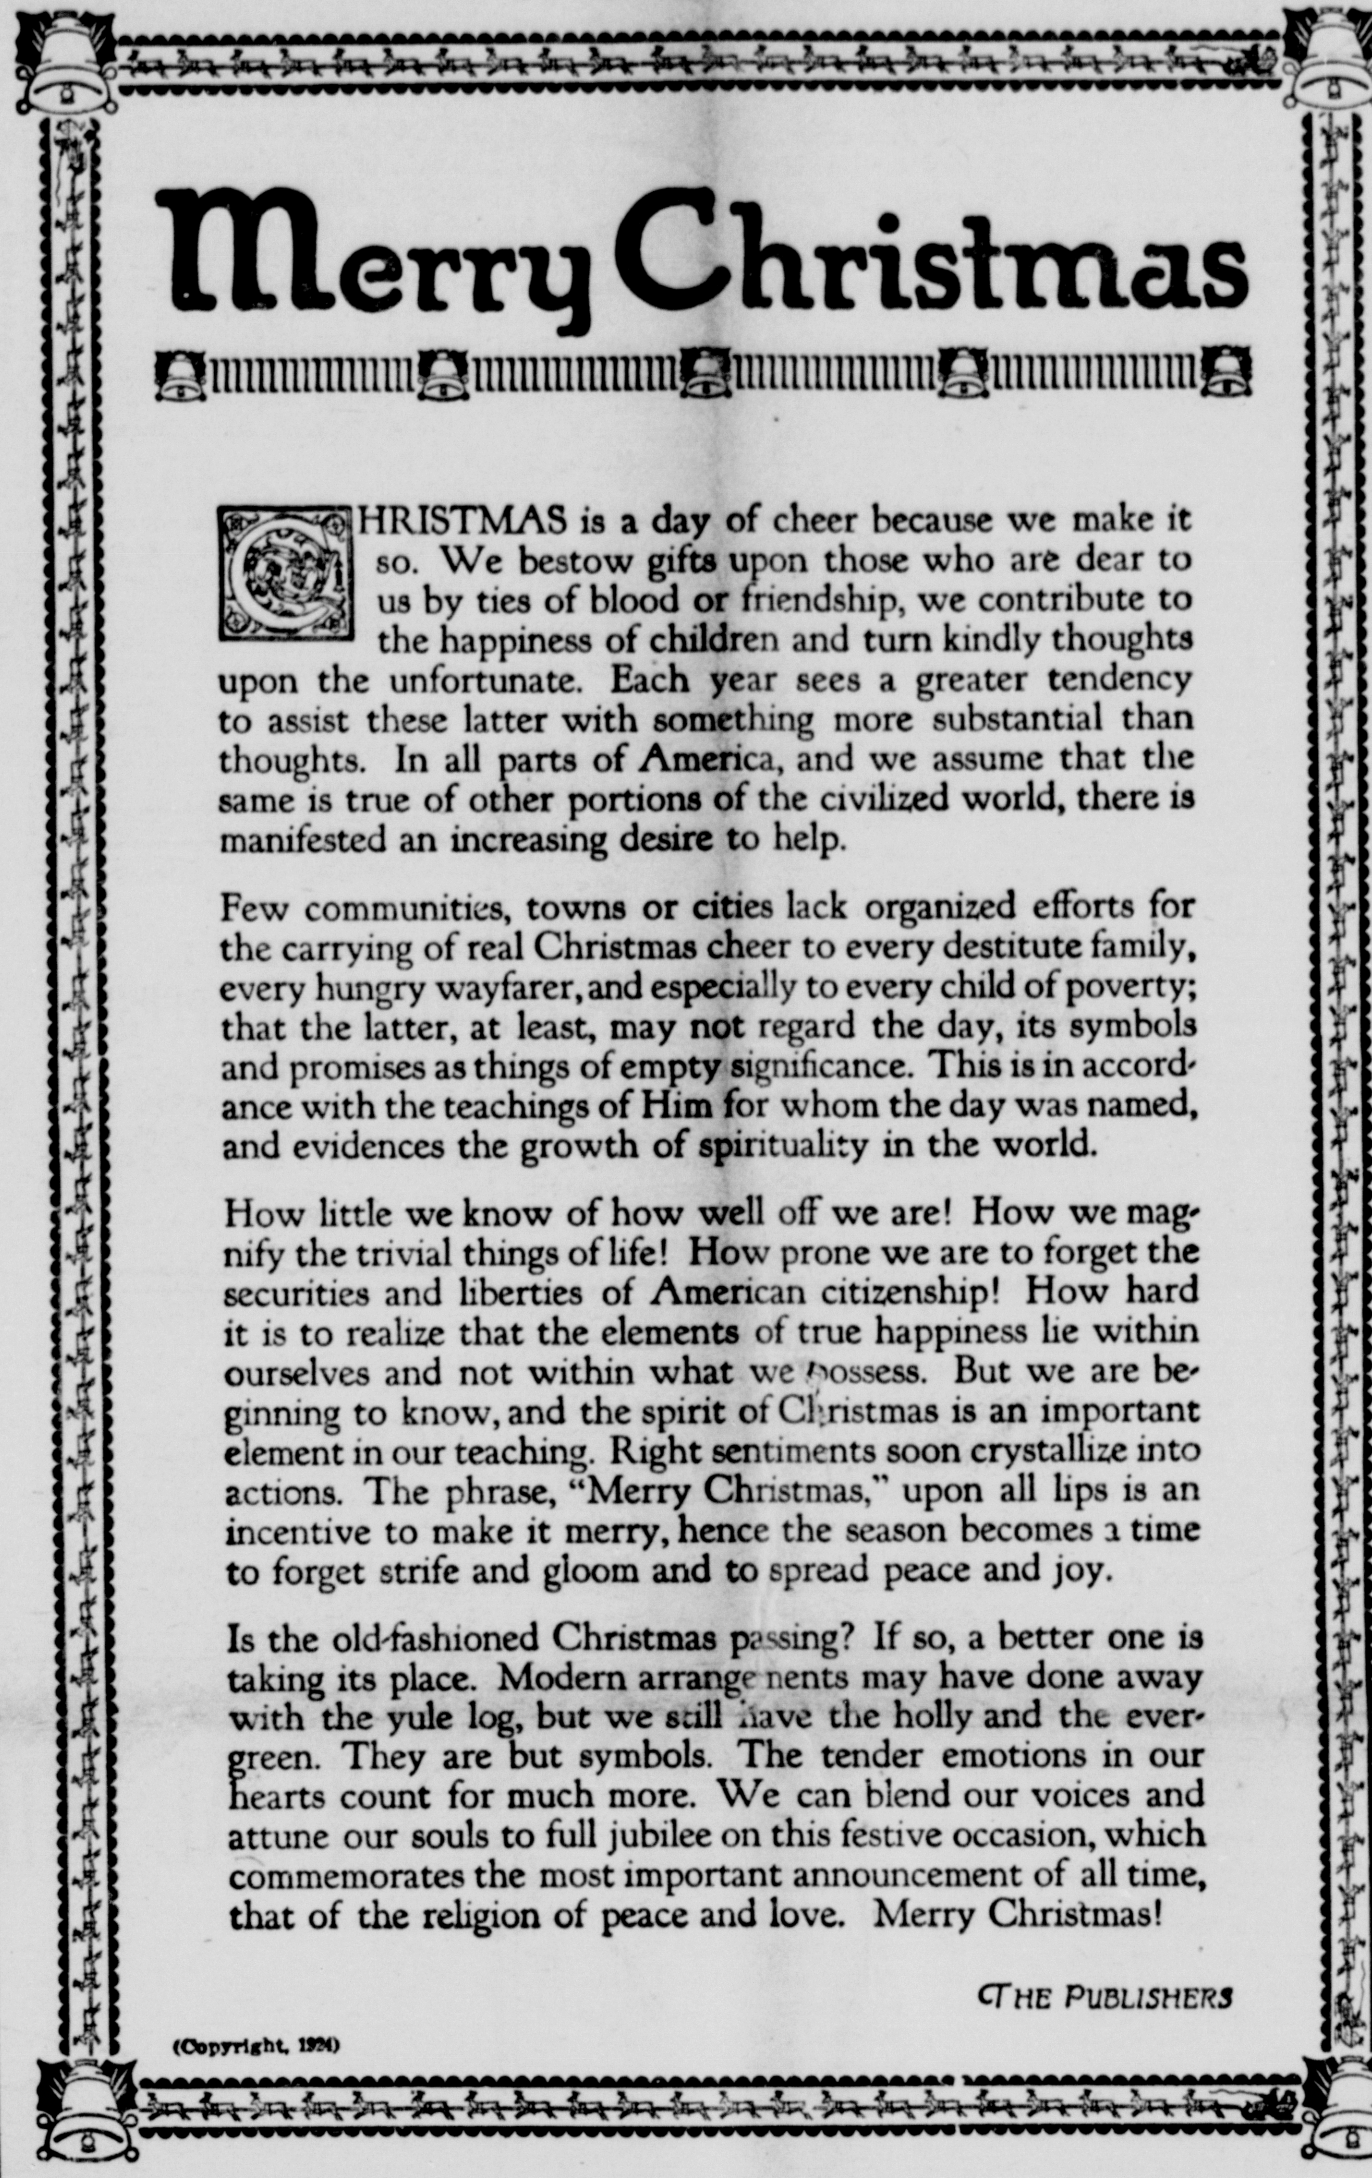 Merry Christmas
CHRISTMAS is a day of cheer because we make it
so. We bestow gifts upon those who are dear to
us by ties of blood or friendship, we contribute to
the happiness of children and turn kindly thoughts
upon the unfortunate. Each year sees a greater tendency
to assist these latter with something more substantial than
thoughts. In all parts of America, and we assume that the
same is true of other portions of the civilized world, there is
manifested an increasing desire to help.
Few communities, towns or cities lack organized efforts for
the carrying of real Christmas cheer to every destitute family,
every hungry wayfarer, and especially to every child of poverty;
that the latter, at least, may not regard the day, its symbols
and promises as things of empty significance. This is in accord-
ance with the teachings of Him for whom the day was named,
and evidences the growth of spirituality in the world.
How little we know of how well off we are! How we mag-
nify the trivial things of life! How prone we are to forget the
securities and liberties of American citizenship! How hard
it is to realize that the elements of true happiness lie within
ourselves and not within what we possess. But we are be-
ginning to know, and the spirit of Christmas is an important
element in our teaching. Right sentiments soon crystallize into
actions. The phrase, "Merry Christmas," upon all lips is an
incentive to make it merry, hence the season becomes a time
to forget strife and gloom and to spread peace and joy.
Is the old-fashioned Christmas passing? If so, a better one is
taking its place. Modern arrangements may have done away
with the yule log, but we still have the holly and the ever-
green. They are but symbols. The tender emotions in our
hearts count for much more. We can blend our voices and
attune our souls to full jubilee on this festive occasion, which
commemorates the most important announcement of all time,
that of the religion of peace and love. Merry Christmas!
THE PUBLISHERS
(Copyright, 1924)